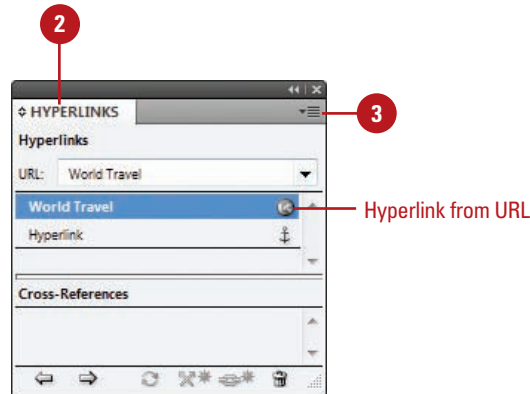 2
HYPERLINKS
3
Hyperlinks
URL: World Travel
World Travel
Hyperlink from URL
Hyperlink
Cross-References